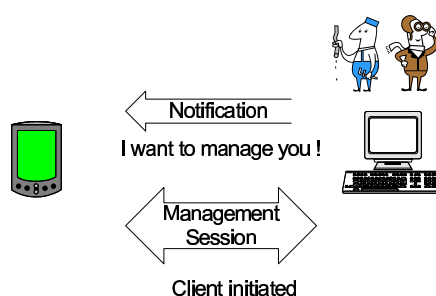 Notification
I want to manage you !
Management
Session
Client initiated